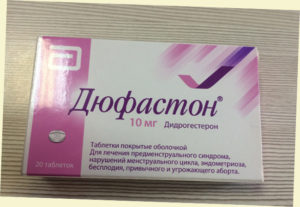 Дюфастон®
10 мг Дидрогестерон
Таблетки покрытые оболочкой
Для лечения предменструального синдрома,
нарушений менструального цикла, эндометриоза,
бесплодия, привычного и угрожающего аборта.
20 таблеток